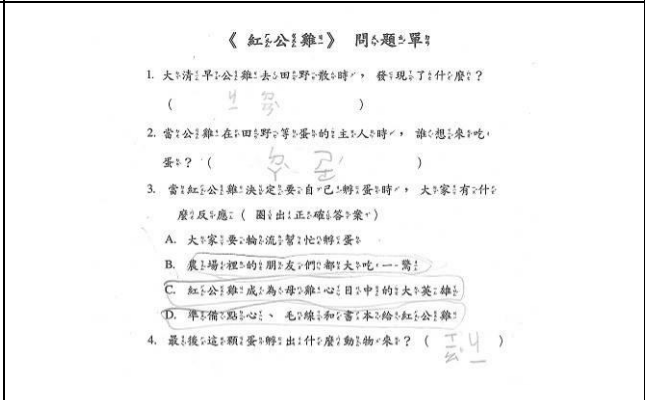 《 紅公雞 》 問題單
1. 大清早公雞去田野散時,發現了什麼?
( )
2. 當公雞在田野等蛋的主人時,誰想來吃
蛋?( )
3. 當紅公雞決定要自己孵蛋時,大家有什
麼反應(圈出正確答案)
A. 大家要輪流幫忙孵蛋
B. 農場裡的朋友們都大吃一驚
C. 紅公雞成為母雞心目中的大英雄
D. 準備點心、毛線和書本給紅公雞
4. 最後這顆蛋孵出什麼動物來?( )